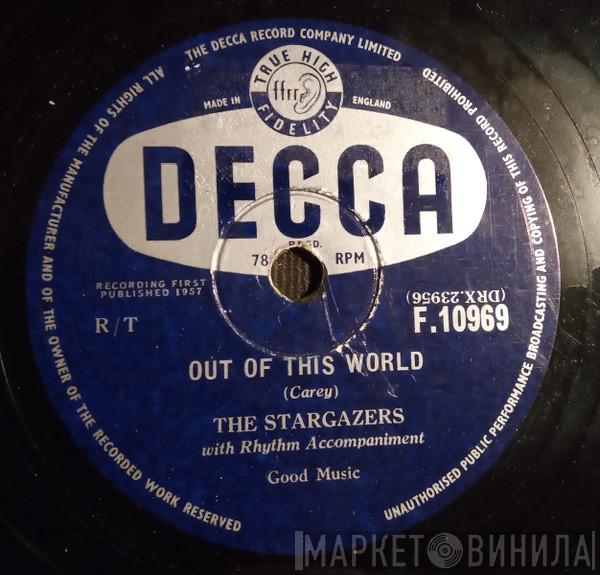 ALL RIGHTS OF THE MANUFACTURER AND OF THE OWNER OF THE RECORDED WORK RESERVED
THE DECCA RECORD COMPANY LIMITED
UNAUTHORISED PUBLIC PERFORMANCE BROADCASTING AND COPYING OF THIS RECORD PROHIBITED
TRUE HIGH
ffrr
FIDELITY
MADE IN
ENGLAND
DECCA
REGD.
78 RPM
RECORDING FIRST
PUBLISHED 1957
(DRX.23956)
R/T
F.10969
OUT OF THIS WORLD
(Carey)
THE STARGAZERS
with Rhythm Accompaniment
Good Music
МАРКЕТ ВИНИЛА!